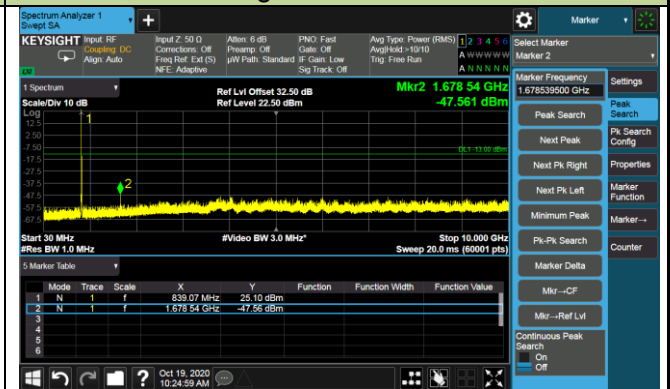 Spectrum Analyzer 1
Swept SA
+
Marker
KEYSIGHT Input: RF
Coupling: DC
Align: Auto
Input Z: 50 Ω
Corrections: Off
Freq Ref: Ext (S)
NFE: Adaptive
Atten: 6 dB
Preamp: Off
µW Path: Standard
PNO: Fast
Gate: Off
IF Gain: Low
Sig Track: Off
Avg Type: Power (RMS)
Avg|Hold:>10/10
Trig: Free Run
1 2 3 4 5 6
A W W W W W
A N N N N N
Select Marker
Marker 2
1 Spectrum
Scale/Div 10 dB
Ref Lvl Offset 32.50 dB
Ref Level 22.50 dBm
Mkr2 1.678 54 GHz
-47.561 dBm
Log
12.5
2.50
-7.50
-17.5
-27.5
-37.5
-47.5
-57.5
-67.5
1
2
DL1 -13.00 dBm
Start 30 MHz
#Res BW 1.0 MHz
#Video BW 3.0 MHz*
Stop 10.000 GHz
Sweep 20.0 ms (60001 pts)
5 Marker Table
Mode Trace Scale X Y Function Function Width Function Value
1 N 1 f 839.07 MHz 25.10 dBm
2 N 1 f 1.678 54 GHz -47.56 dBm
3
4
5
6
Marker Frequency
1.678539500 GHz
Peak Search
Next Peak
Next Pk Right
Next Pk Left
Minimum Peak
Pk-Pk Search
Marker Delta
Mkr→CF
Mkr→Ref Lvl
Continuous Peak
Search
On
Off
Settings
Peak
Search
Pk Search
Config
Properties
Marker
Function
Marker→
Counter
?
Oct 19, 2020
10:24:59 AM